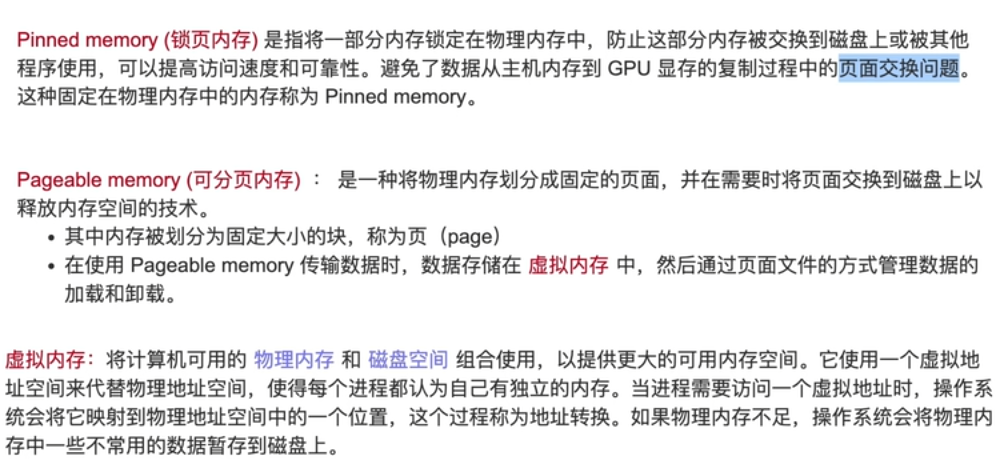 Pinned memory (锁页内存) 是指将一部分内存锁定在物理内存中，防止这部分内存被交换到磁盘上或被其他
程序使用，可以提高访问速度和可靠性。避免了数据从主机内存到 GPU 显存的复制过程中的页面交换问题。
这种固定在物理内存中的内存称为 Pinned memory。
Pageable memory (可分页内存) ： 是一种将物理内存划分成固定的页面，并在需要时将页面交换到磁盘上以
释放内存空间的技术。
• 其中内存被划分为固定大小的块，称为页（page）
• 在使用 Pageable memory 传输数据时，数据存储在 虚拟内存 中，然后通过页面文件的方式管理数据的
加载和卸载。
虚拟内存：将计算机可用的 物理内存 和 磁盘空间 组合使用，以提供更大的可用内存空间。它使用一个虚拟地
址空间来代替物理地址空间，使得每个进程都认为自己有独立的内存。当进程需要访问一个虚拟地址时，操作系
统会将它映射到物理地址空间中的一个位置，这个过程称为地址转换。如果物理内存不足，操作系统会将物理内
存中一些不常用的数据暂存到磁盘上。